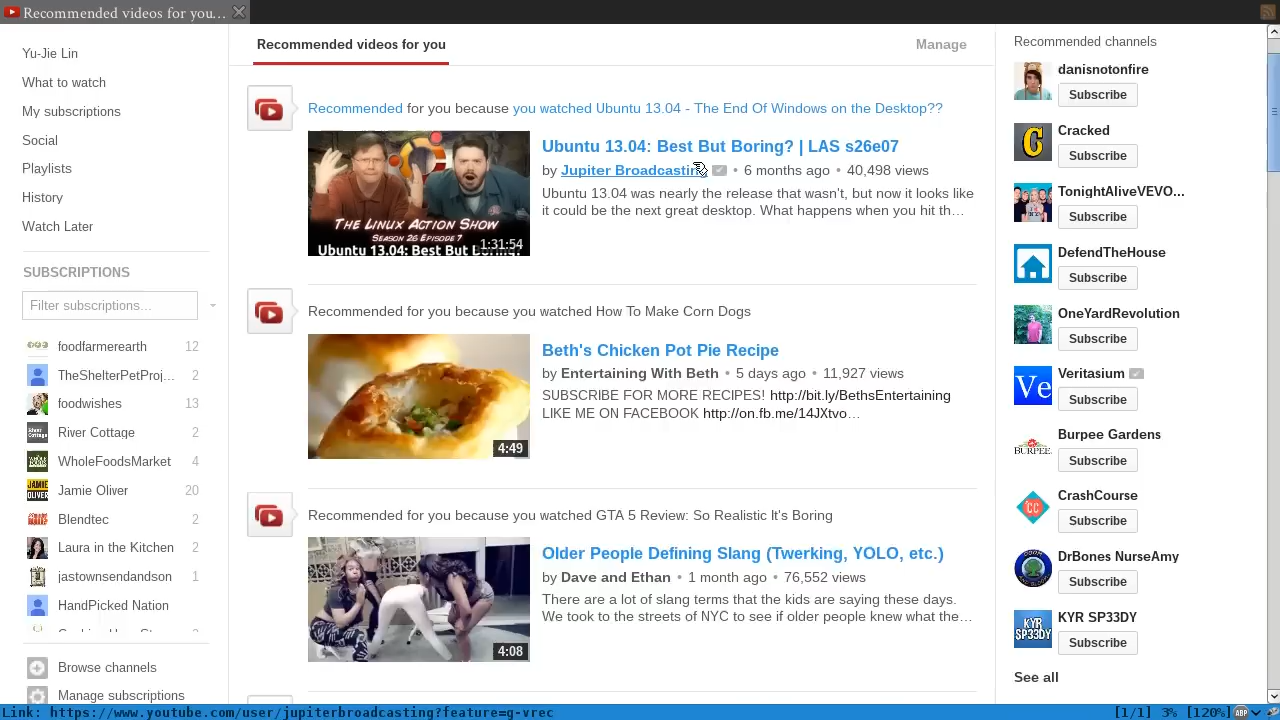 Recommended videos for you...
Yu-Jie Lin
What to watch
My subscriptions
Social
Playlists
History
Watch Later
SUBSCRIPTIONS
Filter subscriptions...
foodfarmerearth 12
TheShelterPetProj... 2
foodwishes 13
River Cottage 2
WholeFoodsMarket 4
Jamie Oliver 20
Blendtec 2
Laura in the Kitchen 2
jastownsendandson 1
HandPicked Nation
Browse channels
Manage subscriptions
Recommended videos for you
Manage
Recommended for you because you watched Ubuntu 13.04 - The End Of Windows on the Desktop??
THE LINUX ACTION SHOW
SEASON 26 EPISODE 7
Ubuntu 13.04: Best But Boring?
1:31:54
Ubuntu 13.04: Best But Boring? | LAS s26e07
by Jupiter Broadcasting • 6 months ago • 40,498 views
Ubuntu 13.04 was nearly the release that wasn't, but now it looks like
it could be the next great desktop. What happens when you hit th...
Recommended for you because you watched How To Make Corn Dogs
4:49
Beth's Chicken Pot Pie Recipe
by Entertaining With Beth • 5 days ago • 11,927 views
SUBSCRIBE FOR MORE RECIPES! http://bit.ly/BethsEntertaining
LIKE ME ON FACEBOOK http://on.fb.me/14JXtvo...
Recommended for you because you watched GTA 5 Review: So Realistic It's Boring
4:08
Older People Defining Slang (Twerking, YOLO, etc.)
by Dave and Ethan • 1 month ago • 76,552 views
There are a lot of slang terms that the kids are saying these days.
We took to the streets of NYC to see if older people knew what the...
Recommended channels
danisnotonfire
Subscribe
Cracked
Subscribe
TonightAliveVEVO...
Subscribe
DefendTheHouse
Subscribe
OneYardRevolution
Subscribe
Ve
Veritasium
Subscribe
BURPEE
Burpee Gardens
Subscribe
CC
CrashCourse
Subscribe
DrBones NurseAmy
Subscribe
KYR
SP33DY
KYR SP33DY
Subscribe
See all
Link: https://www.youtube.com/user/jupiterbroadcasting?feature=g-vrec
[1/1] 3% [120%] ABP